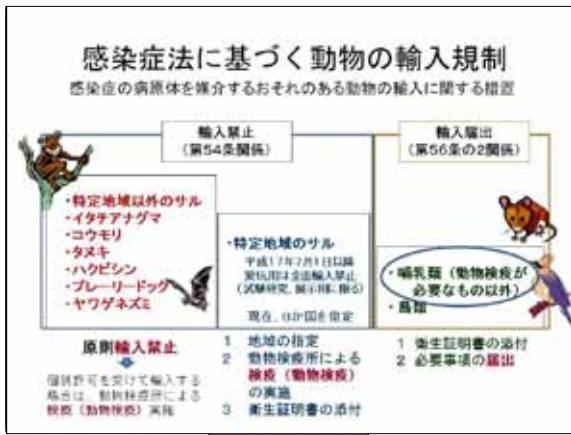 感染症法に基づく動物の輸入規制
感染症の病原体を媒介するおそれのある動物の輸入に関する措置
輸入禁止
(第54条関係)
輸入届出
(第56条の2関係)
・特定地域以外のサル
・イタチアナグマ
・コウモリ
・タヌキ
・ハクビシン
・プレーリードッグ
・ヤワゲネズミ
原則輸入禁止
個別許可を受けて輸入する
場合は、動物検疫所による
検疫(動物検疫)実施
・特定地域のサル
平成17年7月1日以降
愛玩用は全面輸入禁止
(試験研究、展示用に限る)
現在、か国を指定
1 地域の指定
2 動物検疫所による
検疫(動物検疫)
の実施
3 衛生証明書の添付
・哺乳類(動物検疫が
必要なもの以外)
・鳥類
1 衛生証明書の添付
2 必要事項の届出